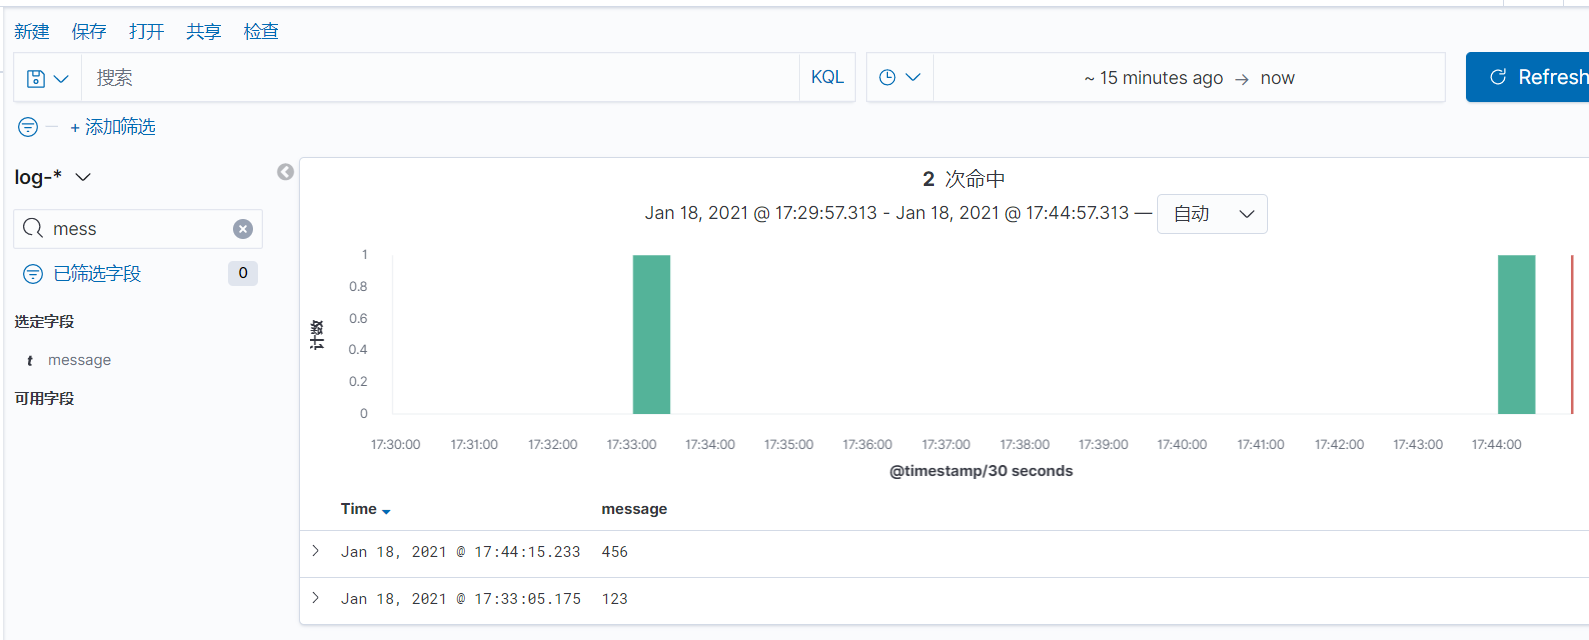 新建 保存 打开 共享 检查
搜索 KQL ~ 15 minutes ago → now Refresh
+ 添加筛选
log-*
mess
已筛选字段 0
选定字段
t message
可用字段
2 次命中
Jan 18, 2021 @ 17:29:57.313 - Jan 18, 2021 @ 17:44:57.313 — 自动
计数
1
0.8
0.6
0.4
0.2
0
17:30:00 17:31:00 17:32:00 17:33:00 17:34:00 17:35:00 17:36:00 17:37:00 17:38:00 17:39:00 17:40:00 17:41:00 17:42:00 17:43:00 17:44:00
@timestamp/30 seconds
Time message
Jan 18, 2021 @ 17:44:15.233 456
Jan 18, 2021 @ 17:33:05.175 123